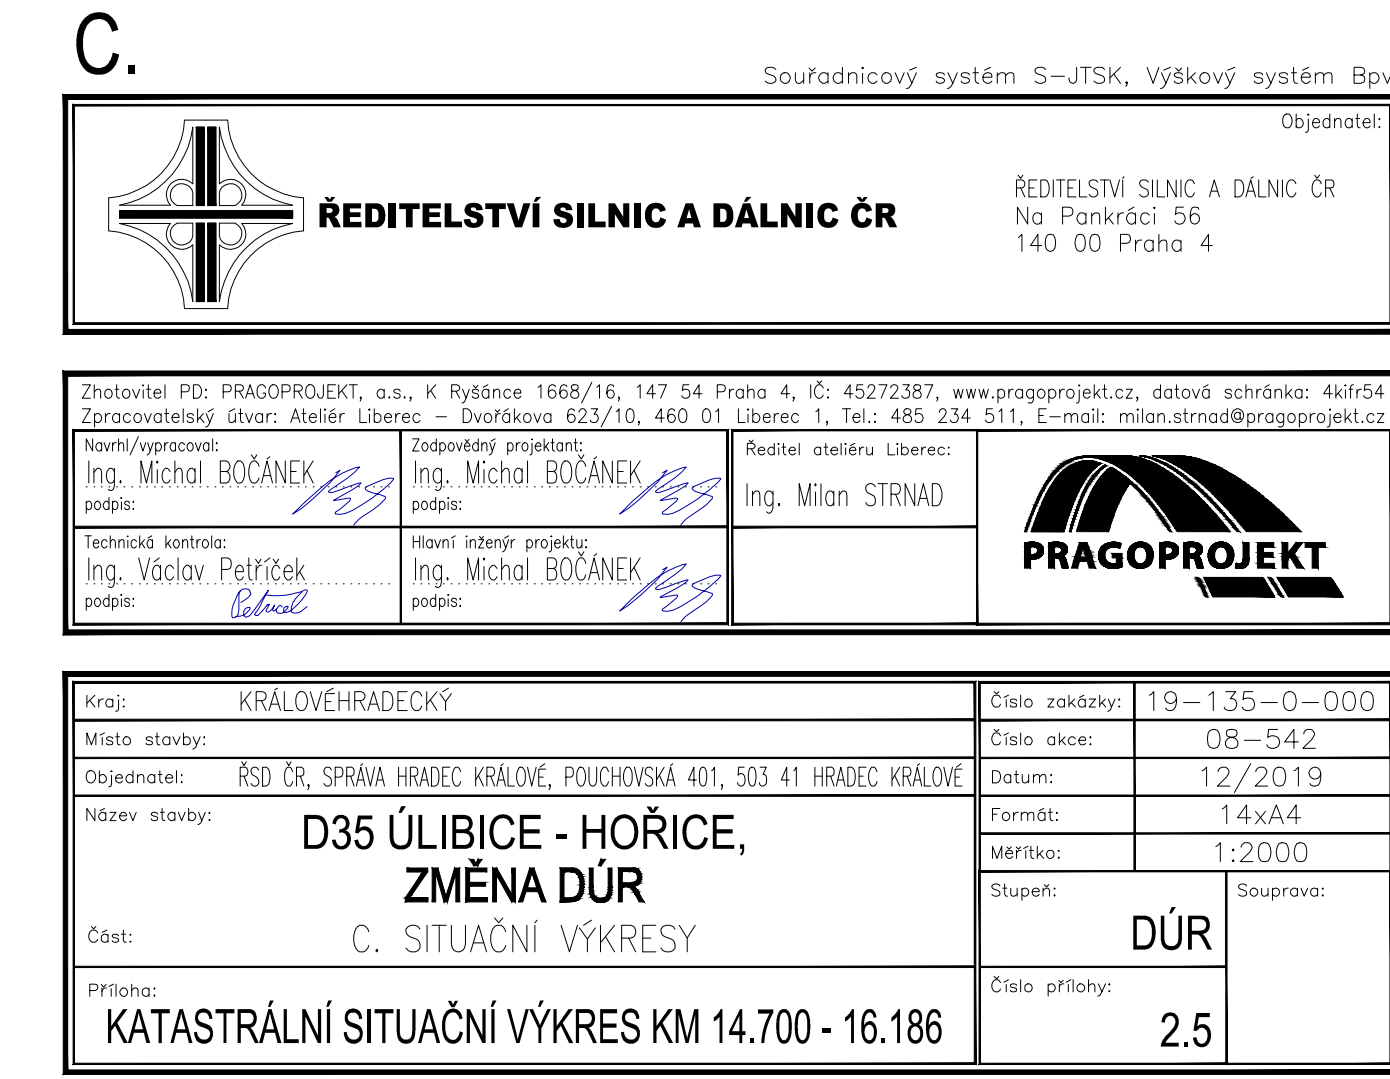 C.
Souřadnicový systém S-JTSK, Výškový systém Bpv
Objednatel:
ŘEDITELSTVÍ SILNIC A DÁLNIC ČR
ŘEDITELSTVÍ SILNIC A DÁLNIC ČR
Na Pankráci 56
140 00 Praha 4
Zhotovitel PD: PRAGOPROJEKT, a.s., K Ryšánce 1668/16, 147 54 Praha 4, IČ: 45272387, www.pragoprojekt.cz, datová schránka: 4kifr54
Zpracovatelský útvar: Ateliér Liberec - Dvořákova 623/10, 460 01 Liberec 1, Tel.: 485 234 511, E-mail: milan.strnad@pragoprojekt.cz
Navrhl/vypracoval:
Ing. Michal BOČÁNEK
podpis:
Zodpovědný projektant:
Ing. Michal BOČÁNEK
podpis:
Ředitel ateliéru Liberec:
Ing. Milan STRNAD
PRAGOPROJEKT
Technická kontrola:
Ing. Václav Petříček
podpis:
Hlavní inženýr projektu:
Ing. Michal BOČÁNEK
podpis:
Kraj: KRÁLOVÉHRADECKÝ
Místo stavby:
Objednatel: ŘSD ČR, SPRÁVA HRADEC KRÁLOVÉ, POUCHOVSKÁ 401, 503 41 HRADEC KRÁLOVÉ
Název stavby: D35 ÚLIBICE - HOŘICE,
ZMĚNA DÚR
Část: C. SITUAČNÍ VÝKRESY
Příloha:
KATASTRÁLNÍ SITUAČNÍ VÝKRES KM 14.700 - 16.186
Číslo zakázky: 19-135-0-000
Číslo akce: 08-542
Datum: 12/2019
Formát: 14xA4
Měřítko: 1:2000
Stupeň:
DÚR
Souprava:
Číslo přílohy:
2.5